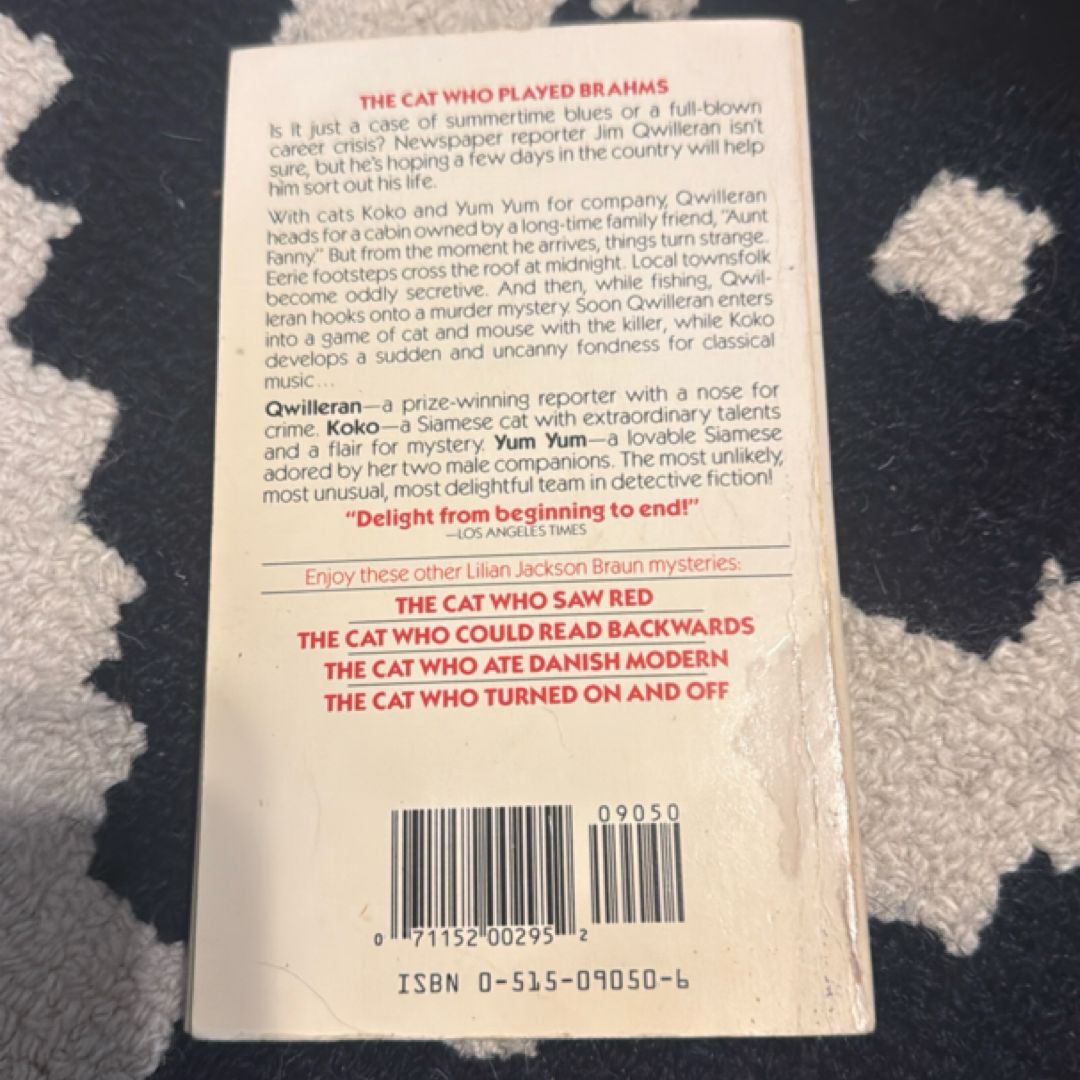 THE CAT WHO PLAYED BRAHMS
Is it just a case of summertime blues or a full-blown
career crisis? Newspaper reporter Jim Qwilleran isn't
sure, but he's hoping a few days in the country will help
him sort out his life.
With cats Koko and Yum Yum for company, Qwilleran
heads for a cabin owned by a long-time family friend, "Aunt
Fanny." But from the moment he arrives, things turn strange.
Eerie footsteps cross the roof at midnight. Local townsfolk
become oddly secretive. And then, while fishing, Qwil-
leran hooks onto a murder mystery. Soon Qwilleran enters
into a game of cat and mouse with the killer, while Koko
develops a sudden and uncanny fondness for classical
music...
Qwilleran—a prize-winning reporter with a nose for
crime. Koko—a Siamese cat with extraordinary talents
and a flair for mystery. Yum Yum—a lovable Siamese
adored by her two male companions. The most unlikely,
most unusual, most delightful team in detective fiction!
"Delight from beginning to end!"
—LOS ANGELES TIMES
Enjoy these other Lilian Jackson Braun mysteries:
THE CAT WHO SAW RED
THE CAT WHO COULD READ BACKWARDS
THE CAT WHO ATE DANISH MODERN
THE CAT WHO TURNED ON AND OFF
09050
0 71152 00295 2
ISBN 0-515-09050-6